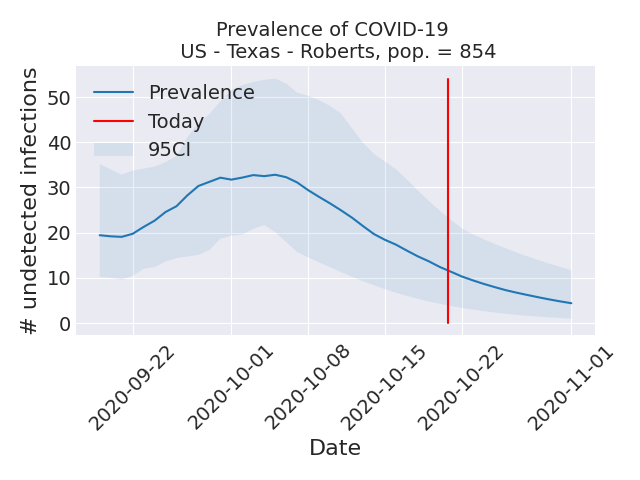 Prevalence of COVID-19
US - Texas - Roberts, pop. = 854
# undetected infections
50
40
30
20
10
0
Prevalence
Today
95CI
2020-09-22
2020-10-01
2020-10-08
2020-10-15
2020-10-22
2020-11-01
Date